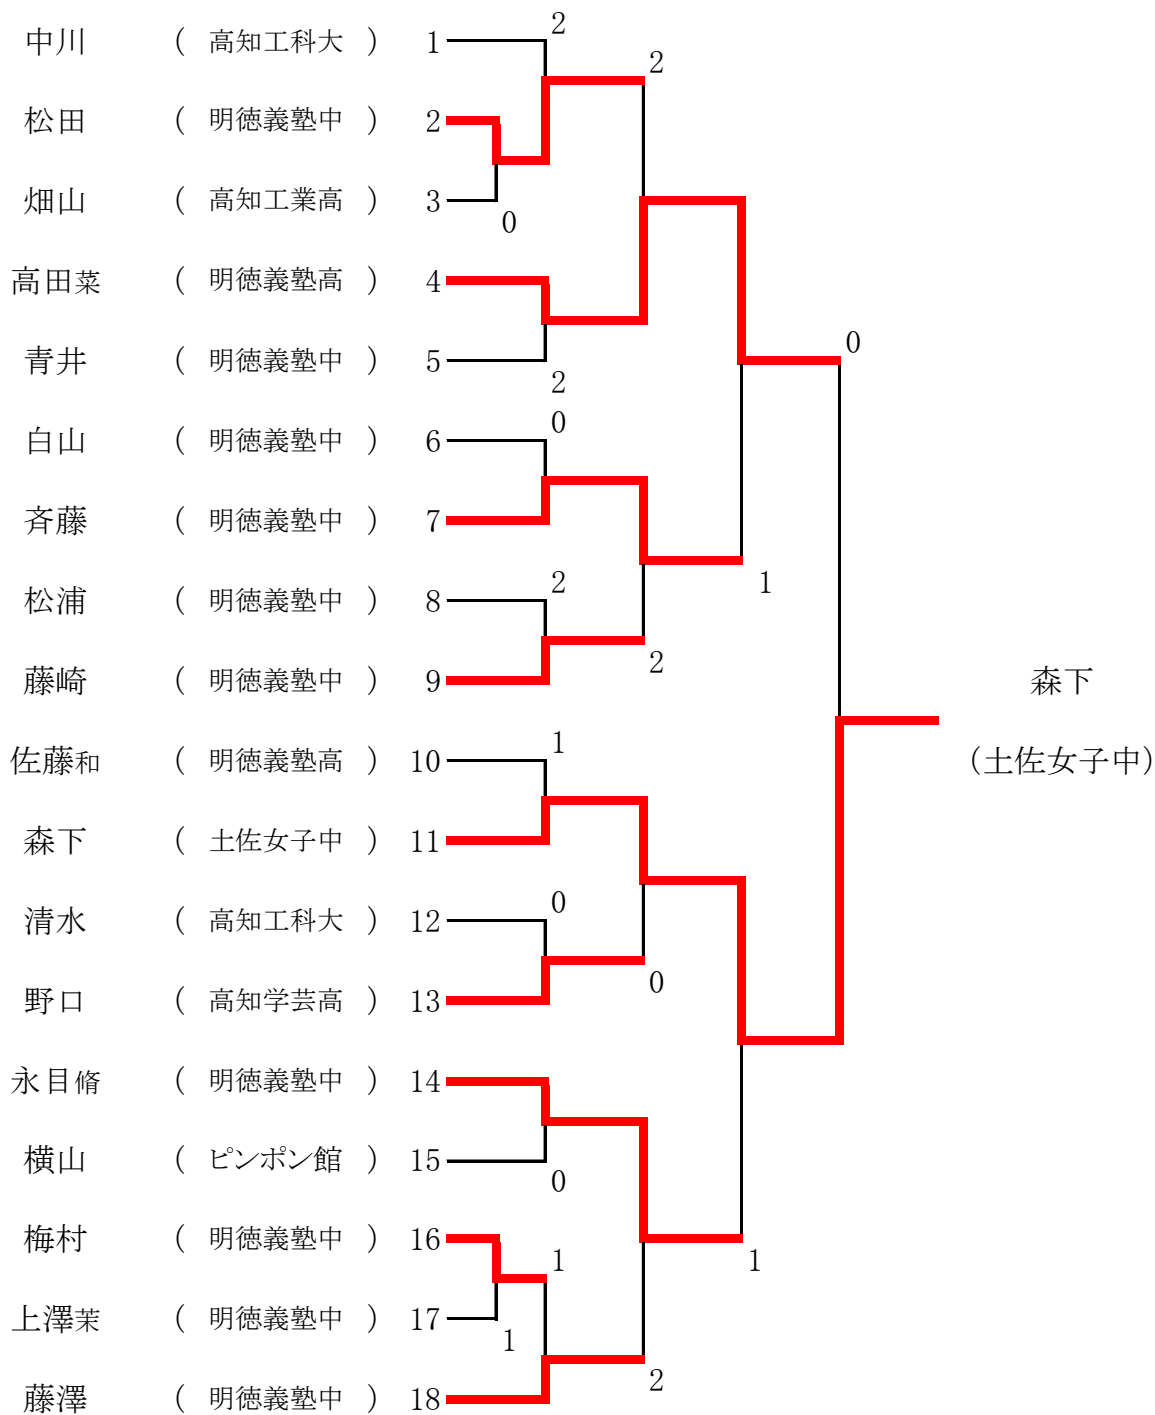 中川 ( 高知工科大 ) 1
2
2
松田 ( 明徳義塾中 ) 2
畑山 ( 高知工業高 ) 3
0
高田菜 ( 明徳義塾高 ) 4
青井 ( 明徳義塾中 ) 5
2
0
0
白山 ( 明徳義塾中 ) 6
斉藤 ( 明徳義塾中 ) 7
松浦 ( 明徳義塾中 ) 8
2
1
藤崎 ( 明徳義塾中 ) 9
2
森下
(土佐女子中)
佐藤和 ( 明徳義塾高 ) 10
1
森下 ( 土佐女子中 ) 11
清水 ( 高知工科大 ) 12
0
野口 ( 高知学芸高 ) 13
0
永目脩 ( 明徳義塾中 ) 14
横山 ( ピンポン館 ) 15
0
梅村 ( 明徳義塾中 ) 16
1
1
上澤茉 ( 明徳義塾中 ) 17
1
藤澤 ( 明徳義塾中 ) 18
2